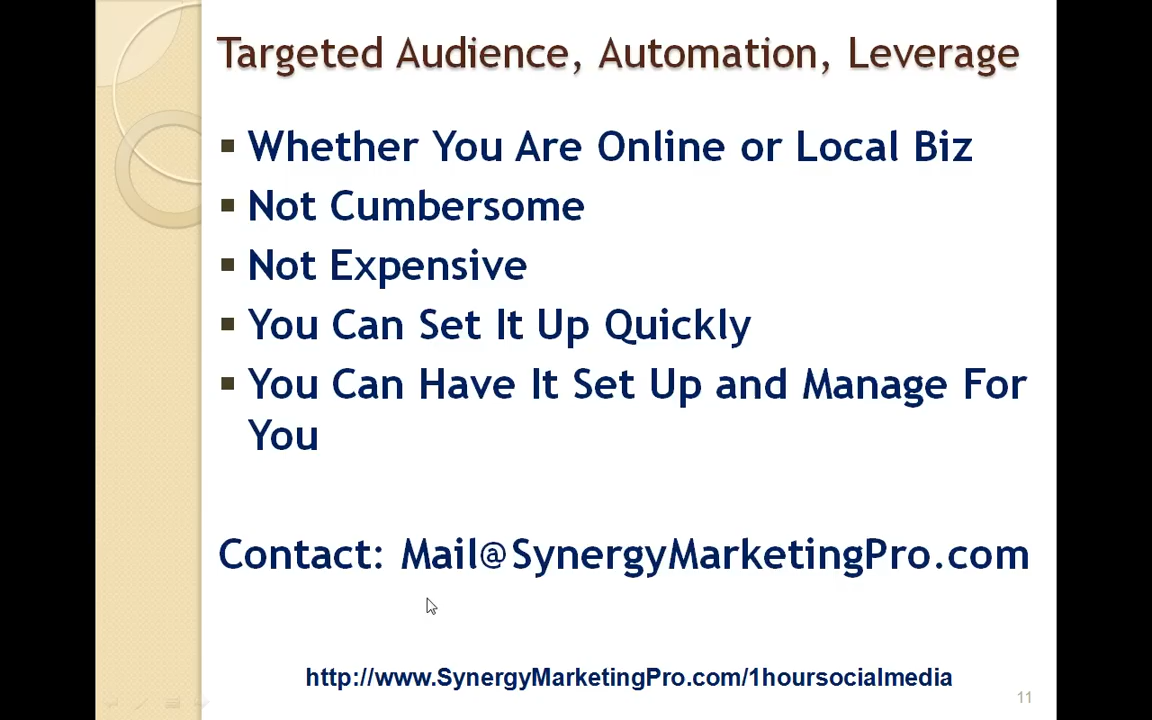 Targeted Audience, Automation, Leverage
▪ Whether You Are Online or Local Biz
▪ Not Cumbersome
▪ Not Expensive
▪ You Can Set It Up Quickly
▪ You Can Have It Set Up and Manage For
You
Contact: Mail@SynergyMarketingPro.com
http://www.SynergyMarketingPro.com/1hoursocialmedia
11